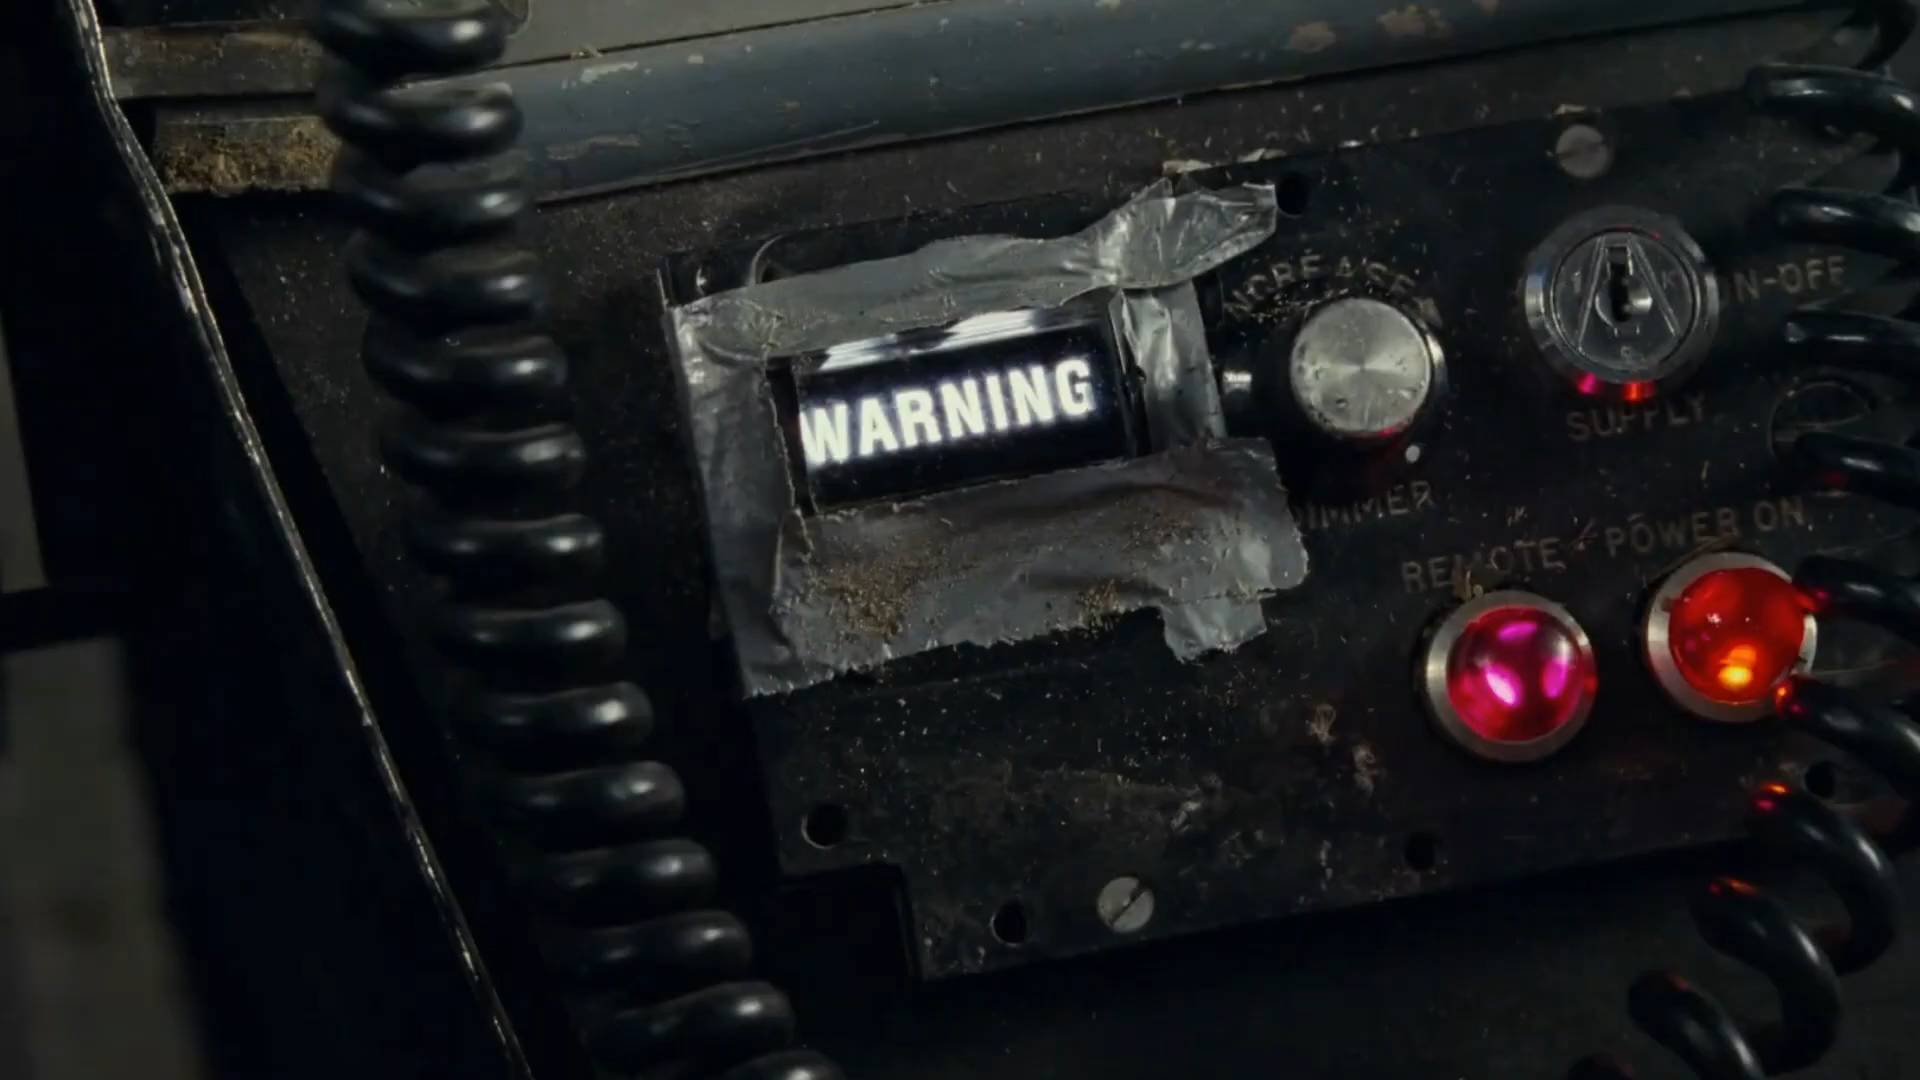 WARNING
INCREASE
ON-OFF
SUPPLY
DIMMER
REMOTE
POWER ON